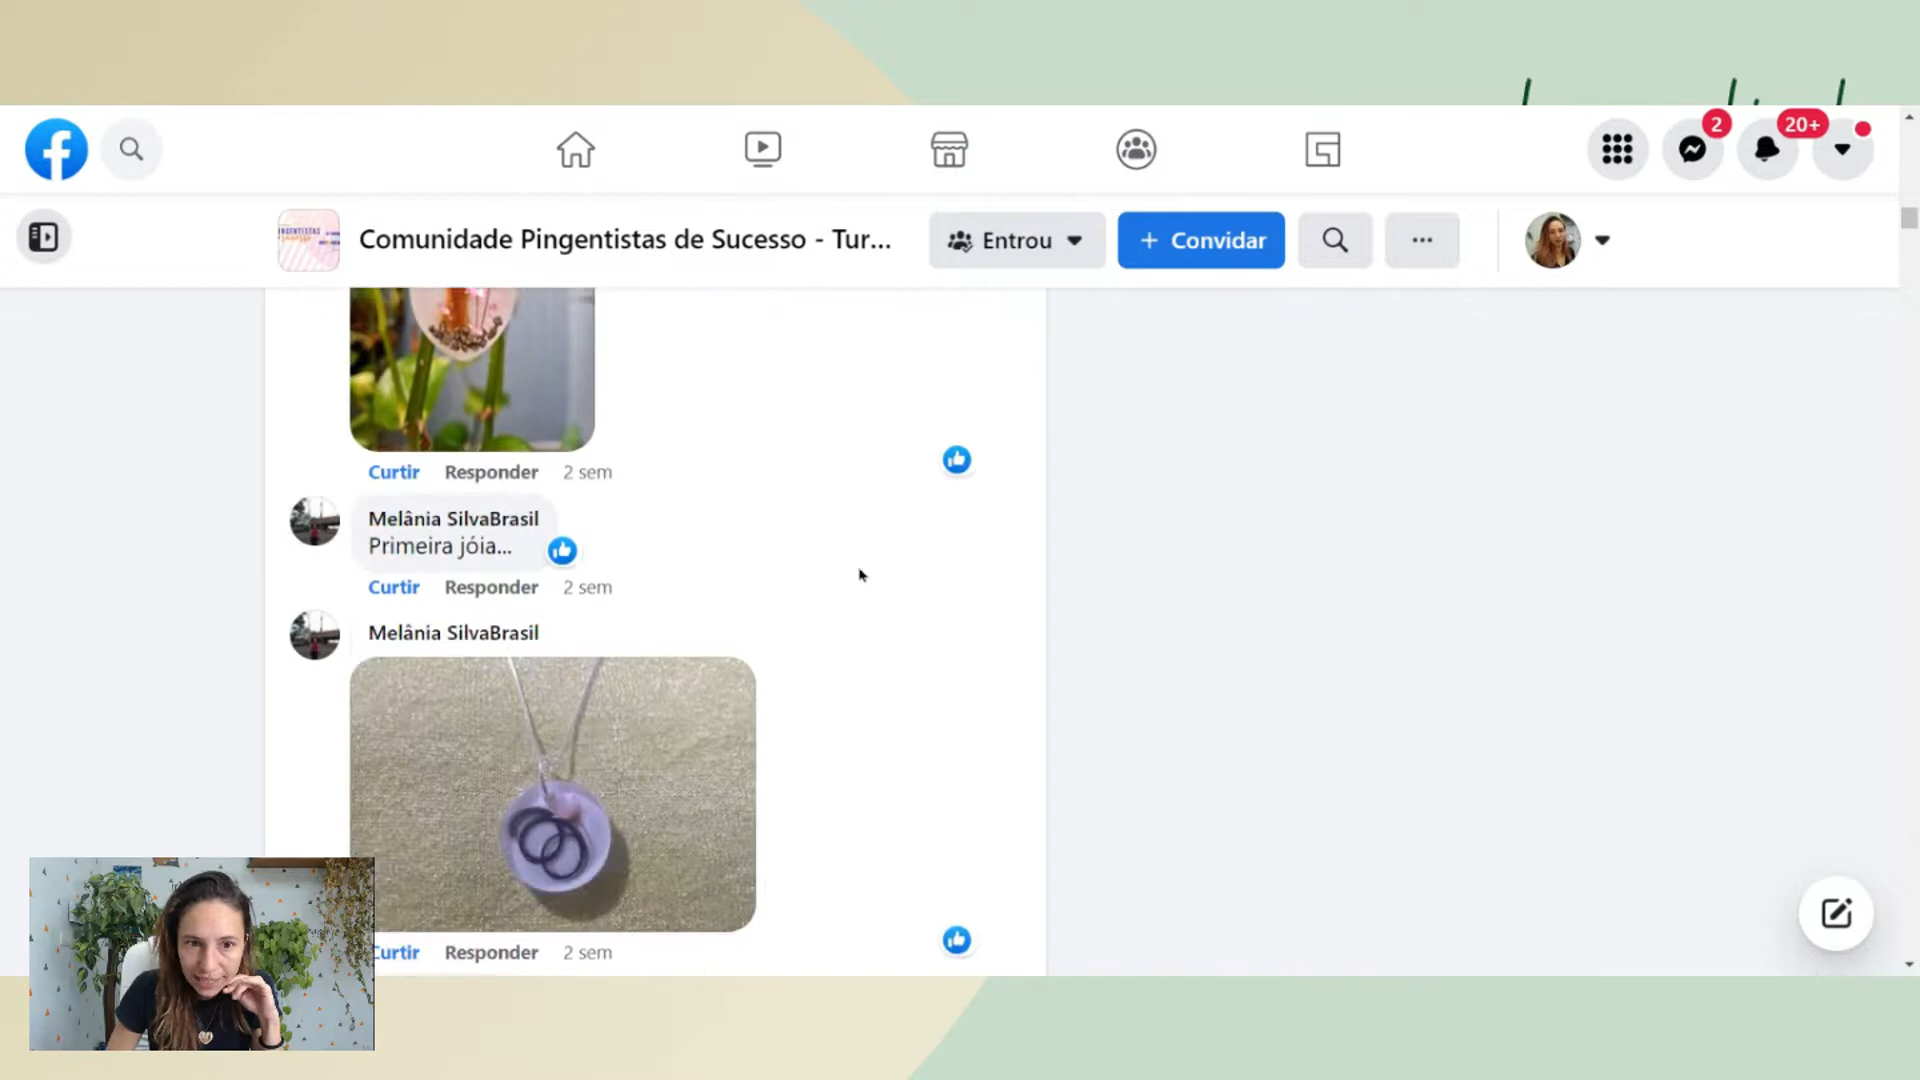 2
20+
Comunidade Pingentistas de Sucesso - Tur...
Entrou
+ Convidar
Curtir Responder 2 sem
Melânia SilvaBrasil
Primeira jóia...
Curtir Responder 2 sem
Melânia SilvaBrasil
Curtir Responder 2 sem